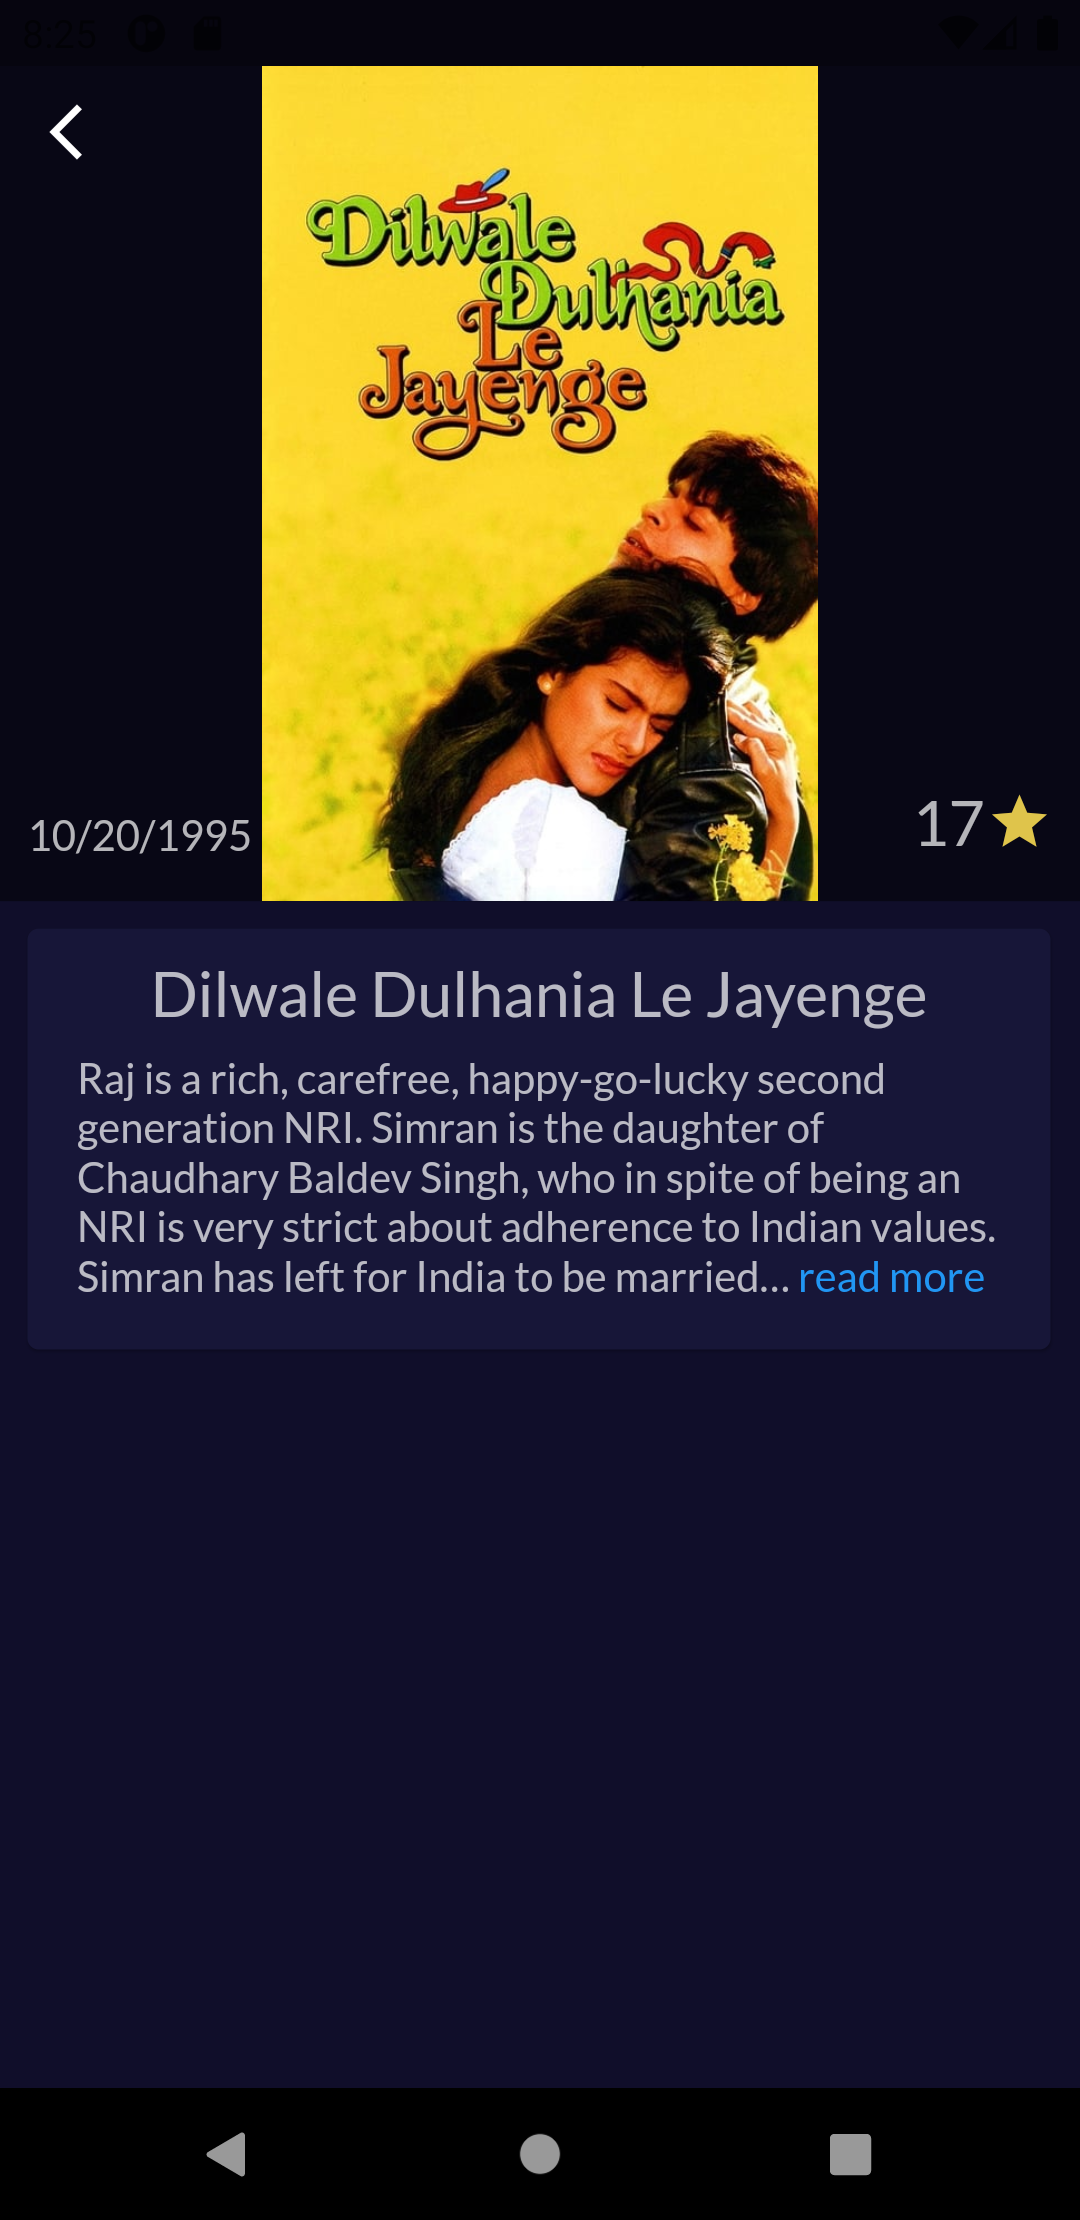 8:25
Dilwale
Dulhania
Le
Jayenge
10/20/1995
17
Dilwale Dulhania Le Jayenge
Raj is a rich, carefree, happy-go-lucky second
generation NRI. Simran is the daughter of
Chaudhary Baldev Singh, who in spite of being an
NRI is very strict about adherence to Indian values.
Simran has left for India to be married... read more